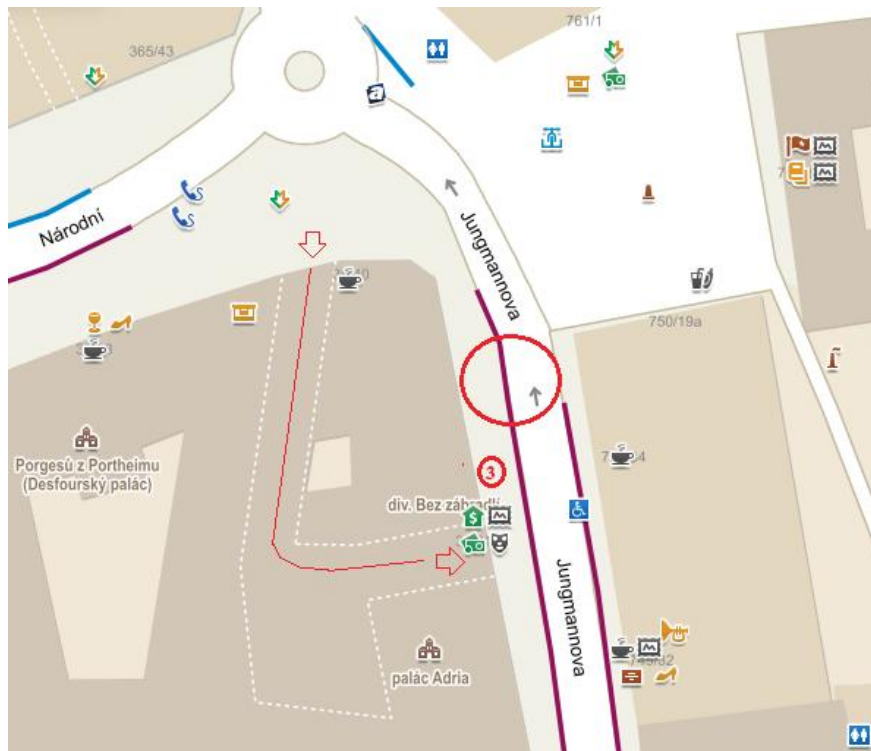 365/43
761/1
Národní
Jungmannova
750/19a
Porgesů z Portheimu
(Desfourský palác)
3
div. Bez zábradlí
Jungmannova
palác Adria